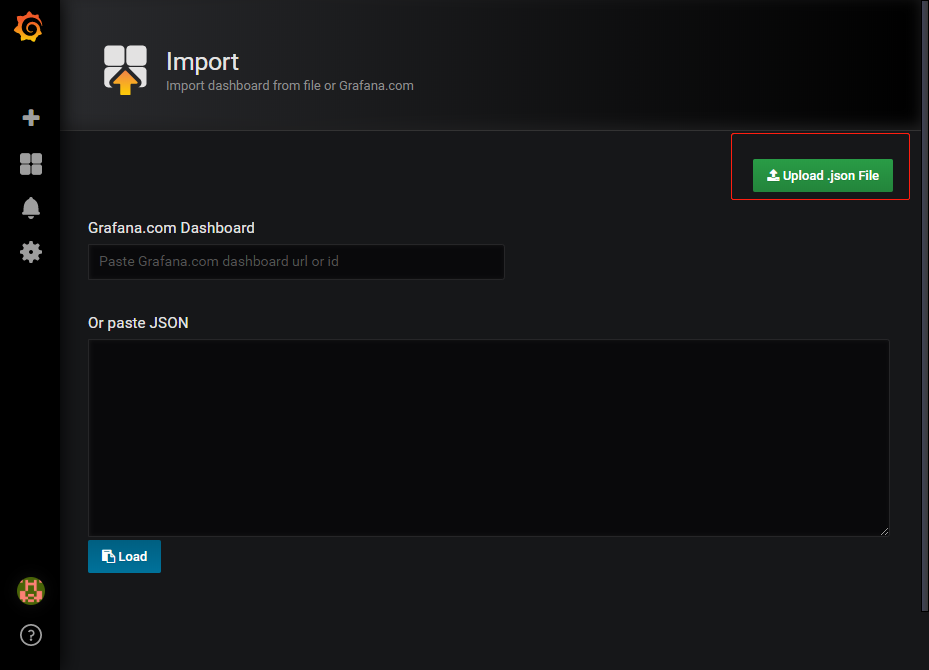 Import
Import dashboard from file or Grafana.com
Upload .json File
Grafana.com Dashboard
Paste Grafana.com dashboard url or id
Or paste JSON
Load
?